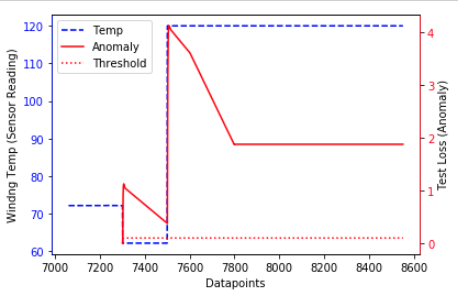 Temp
Anomaly
Threshold
120
110
100
90
80
70
60
Winding Temp (Sensor Reading)
4
3
2
1
0
Test Loss (Anomaly)
7000 7200 7400 7600 7800 8000 8200 8400 8600
Datapoints